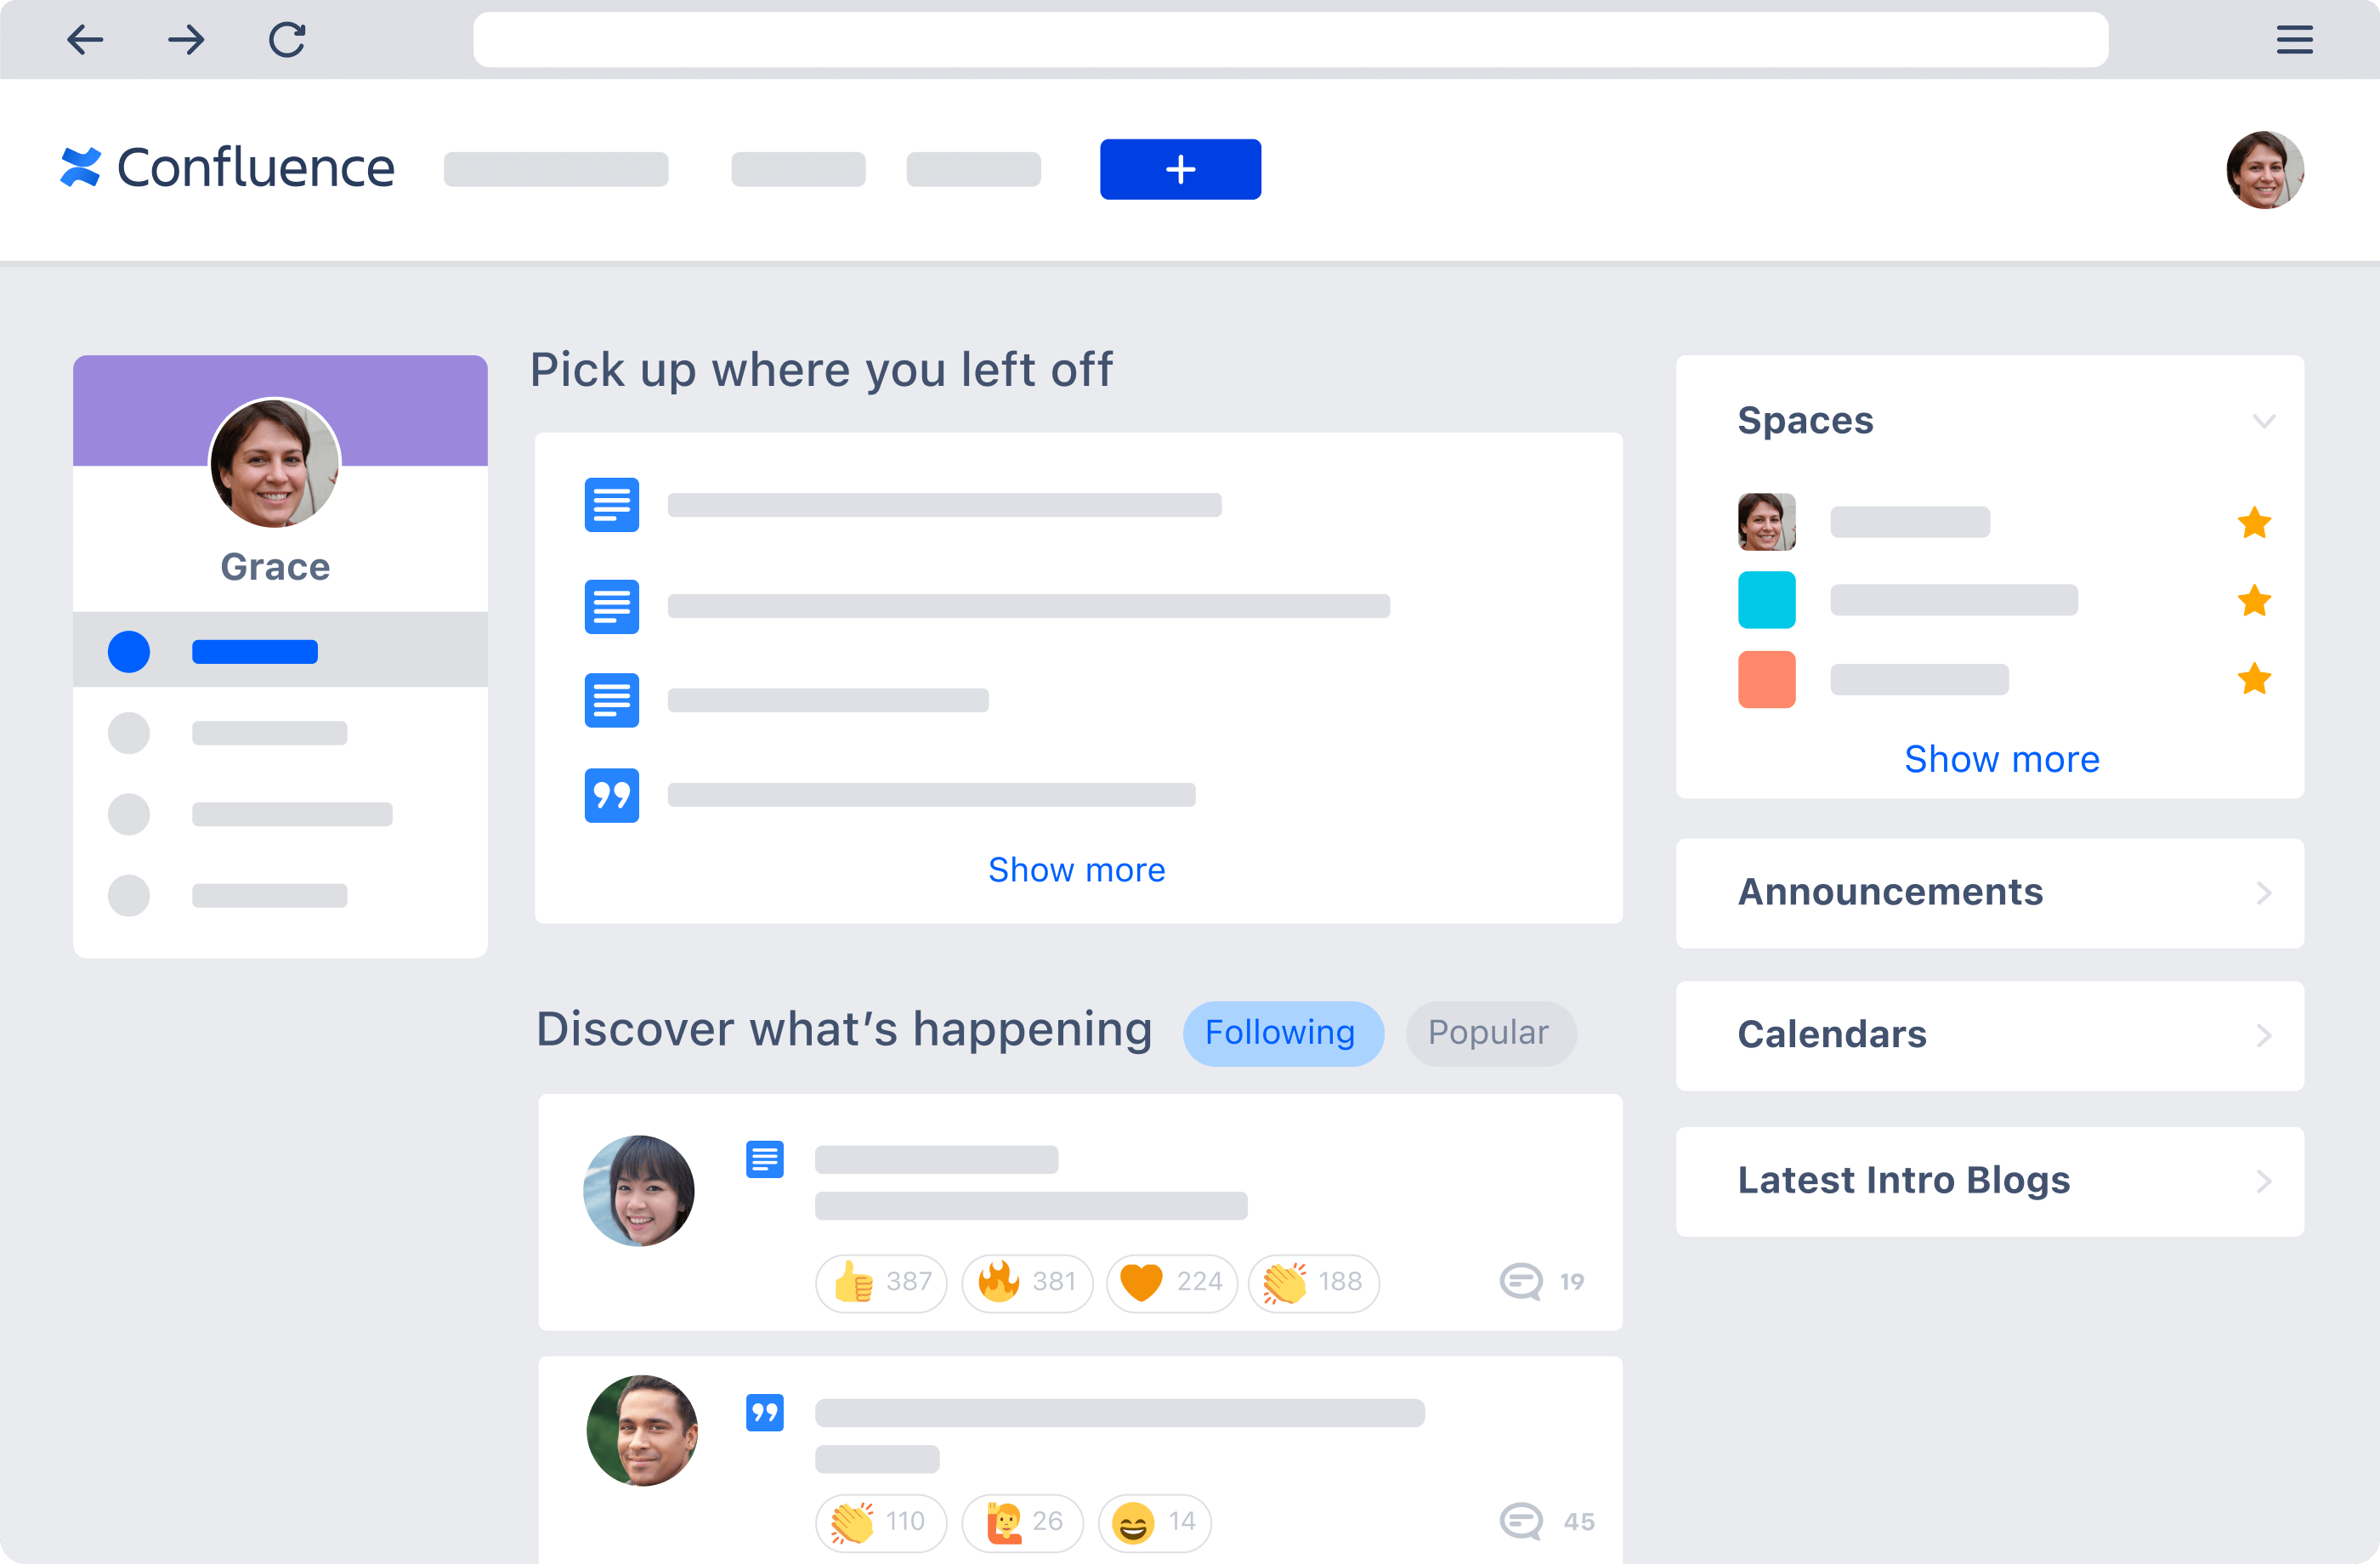 Confluence
Grace
Pick up where you left off
Show more
Discover what’s happening
Following
Popular
387
381
224
188
19
110
26
14
45
Spaces
Show more
Announcements
Calendars
Latest Intro Blogs